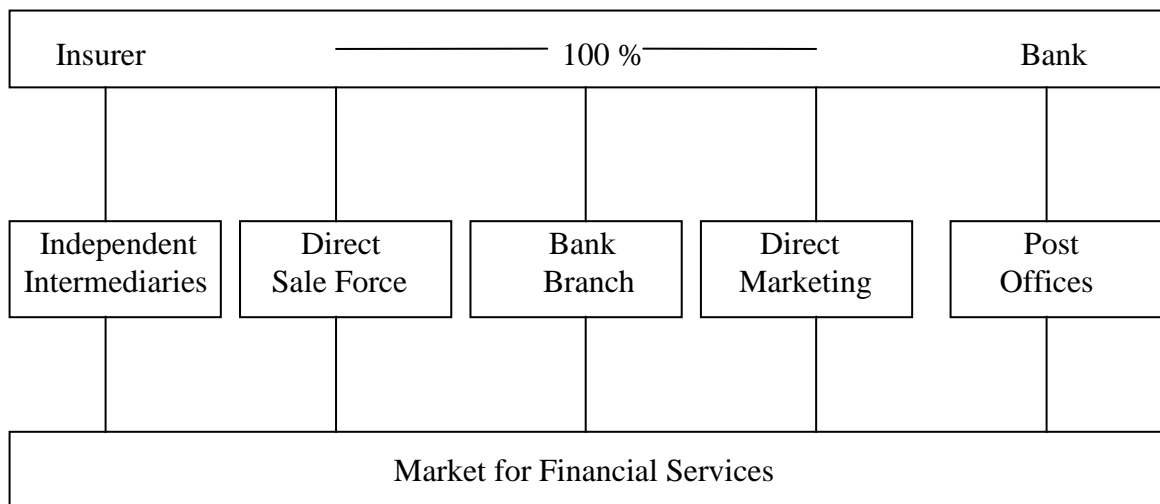 Insurer 100 % Bank
Independent
Intermediaries
Direct
Sale Force
Bank
Branch
Direct
Marketing
Post
Offices
Market for Financial Services